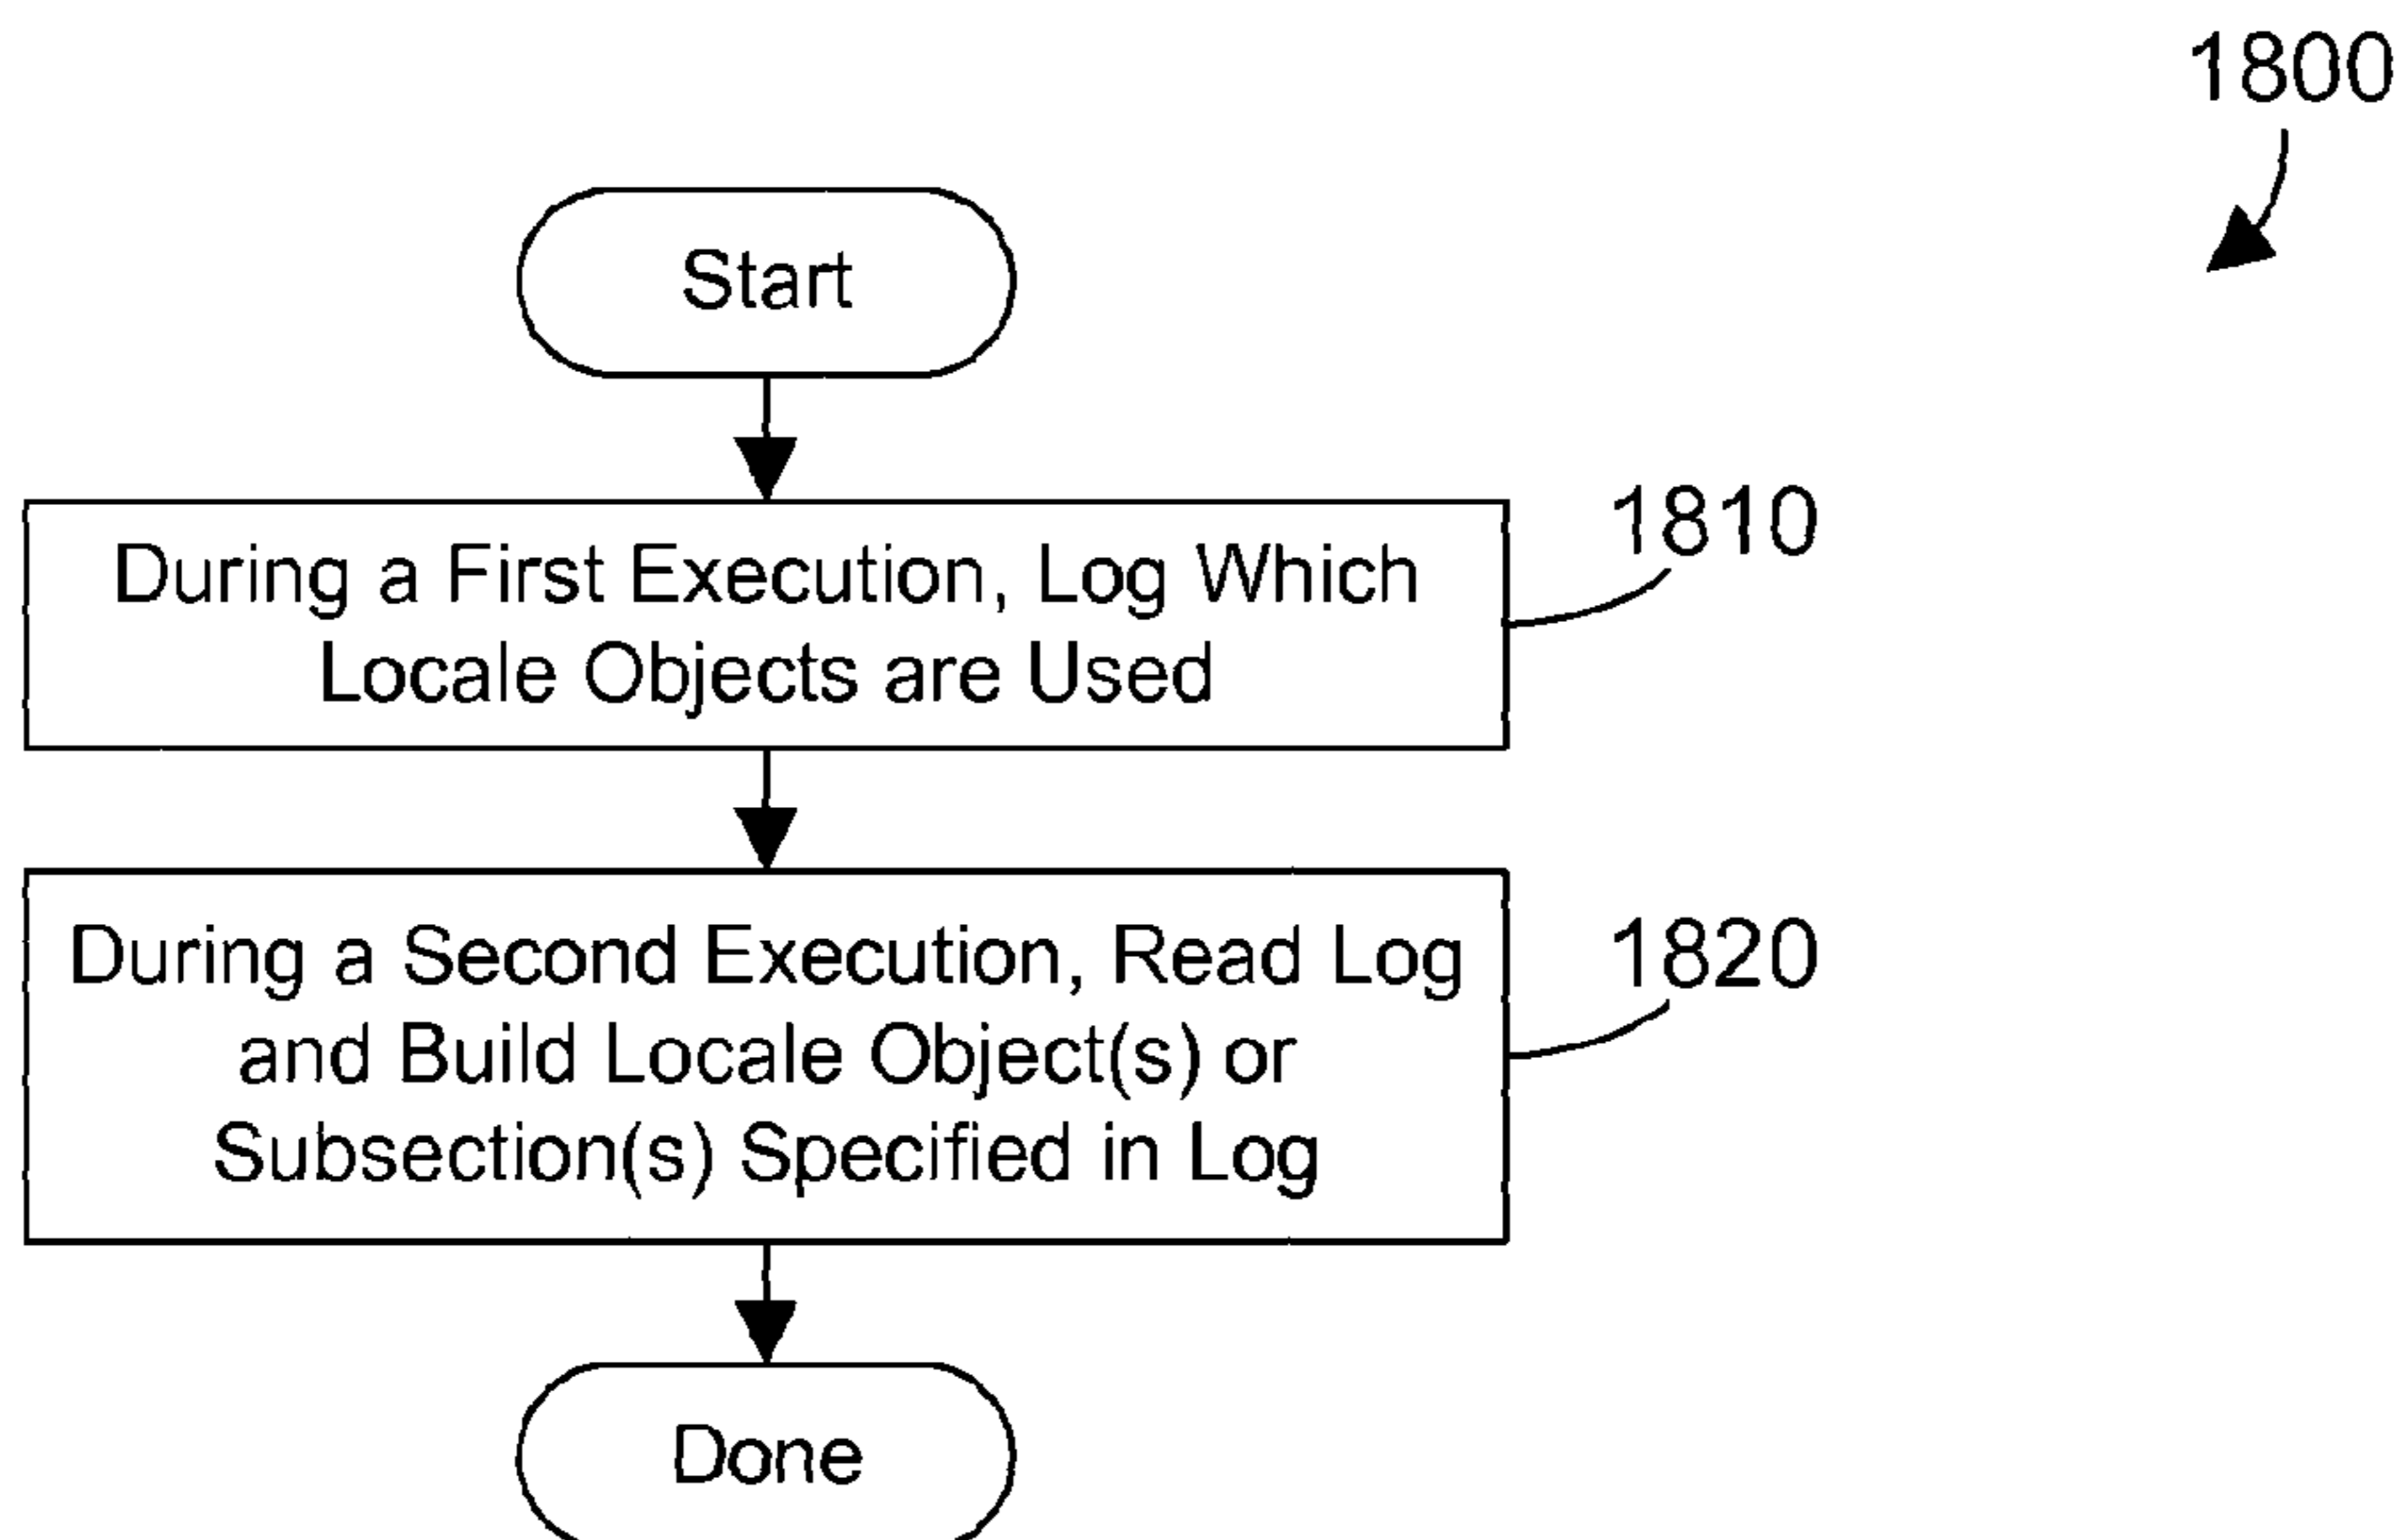 1800
Start
During a First Execution, Log Which
Locale Objects are Used
1810
During a Second Execution, Read Log
and Build Locale Object(s) or
Subsection(s) Specified in Log
1820
Done